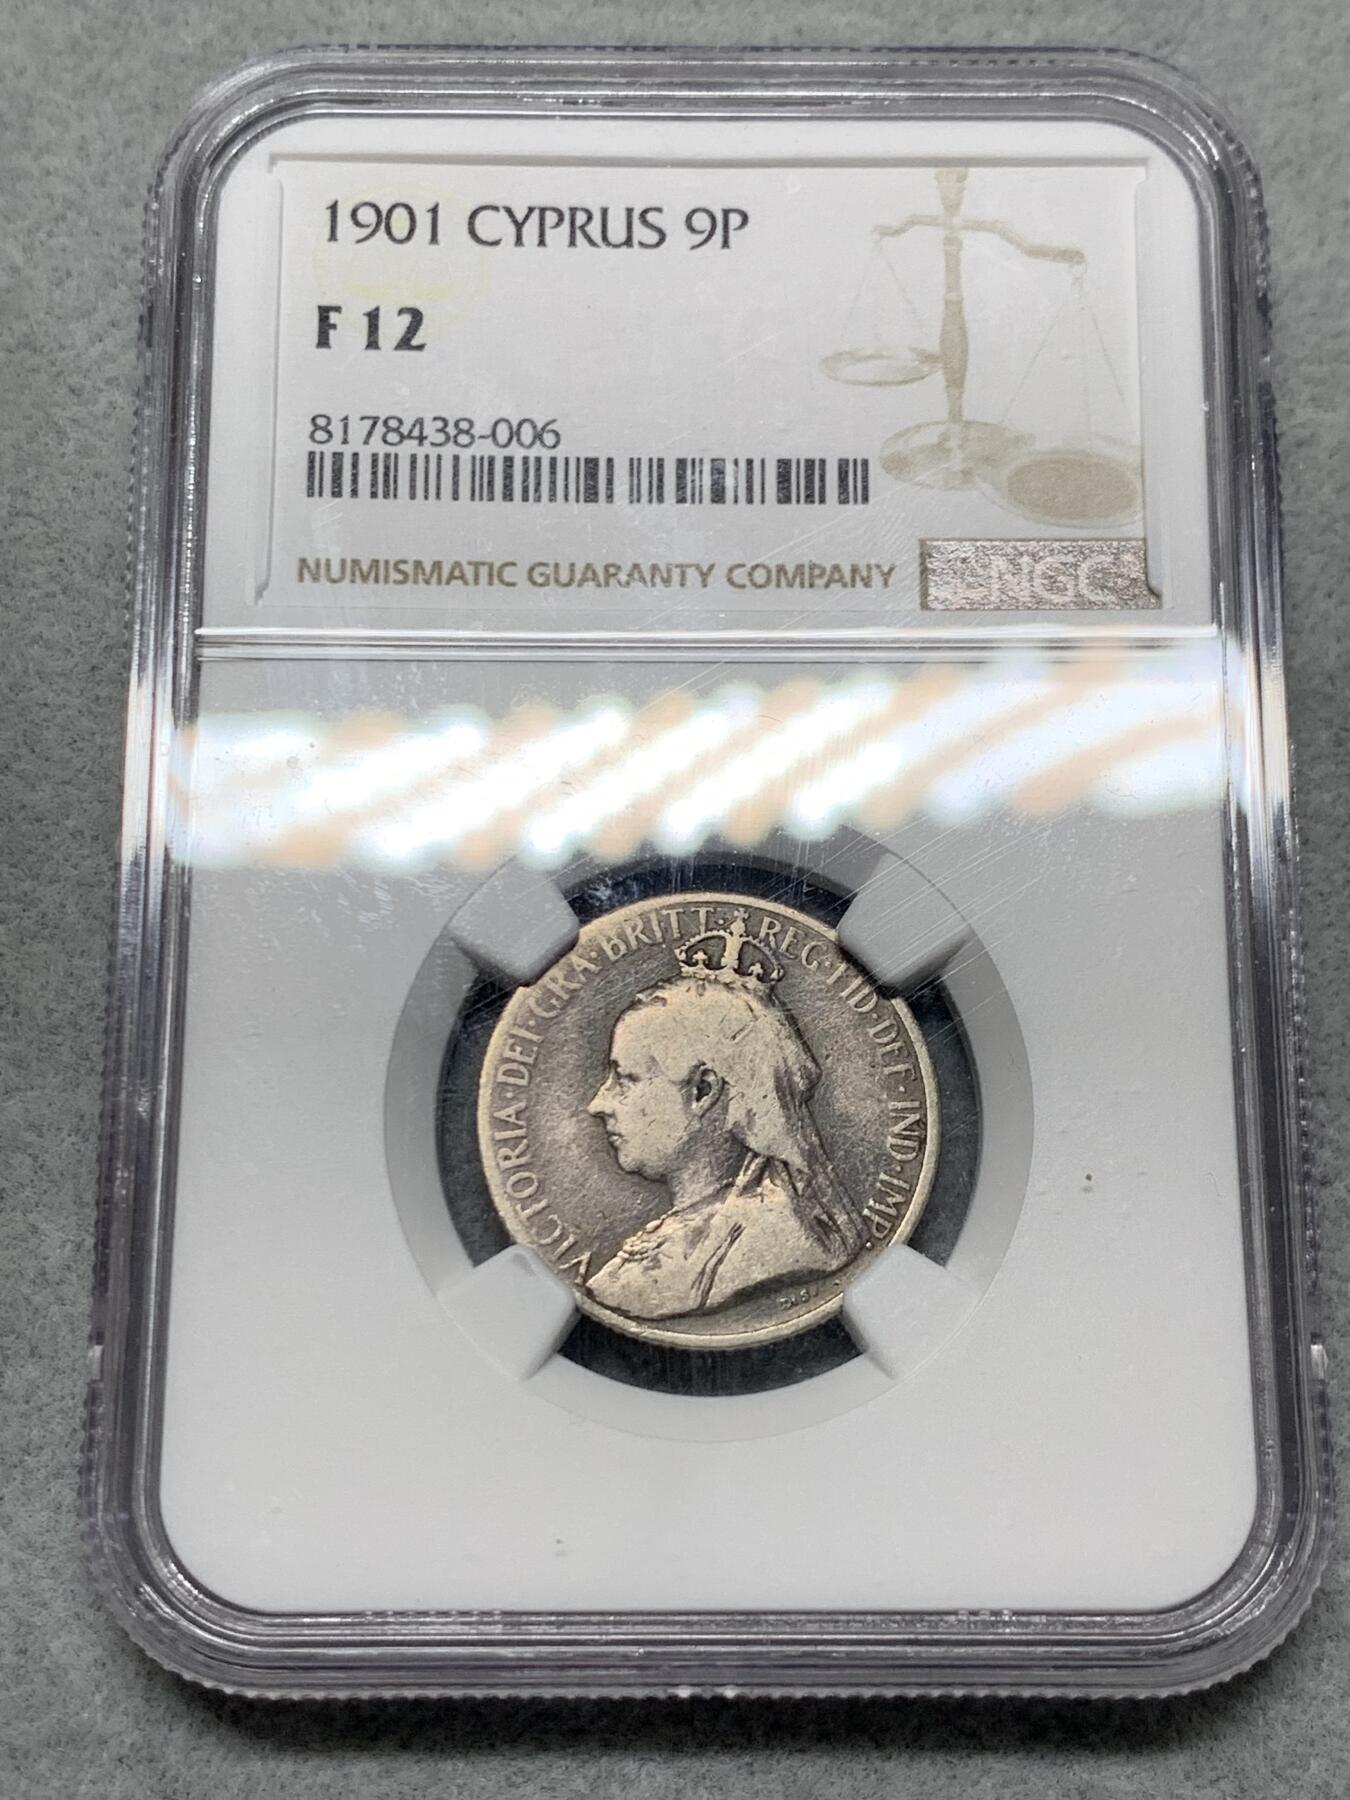 1901 CYPRUS 9P
F 12
8178438-006
NUMISMATIC GUARANTY COMPANY
NGC
VICTORIA·DEI·GRA·BRITT·REG·FID·DEF·IND·IMP·